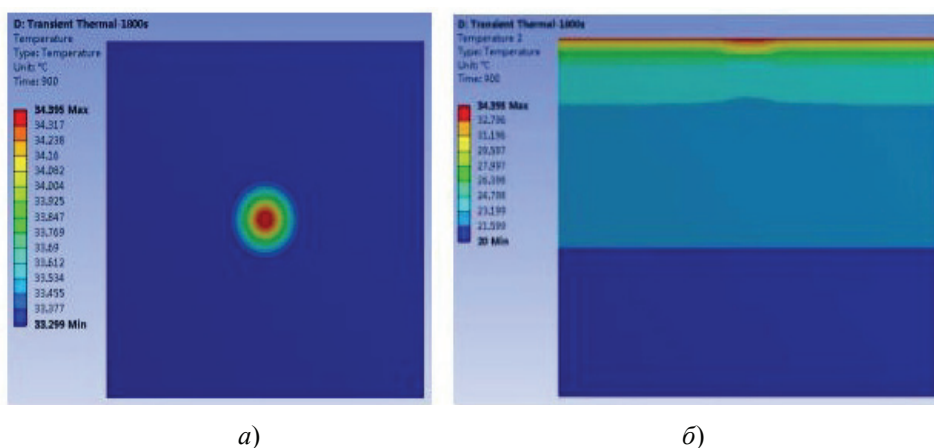 D: Transient Thermal-1800s
Temperature
Type: Temperature
Unit: °C
Time: 900
34.395 Max
34.317
34.238
34.16
34.082
34.004
33.925
33.847
33.769
33.69
33.612
33.534
33.455
33.377
33.299 Min
D: Transient Thermal-1800s
Temperature 2
Type: Temperature
Unit: °C
Time: 900
34.395 Max
32.796
31.196
29.597
27.997
26.398
24.798
23.199
21.599
20 Min
а)
б)